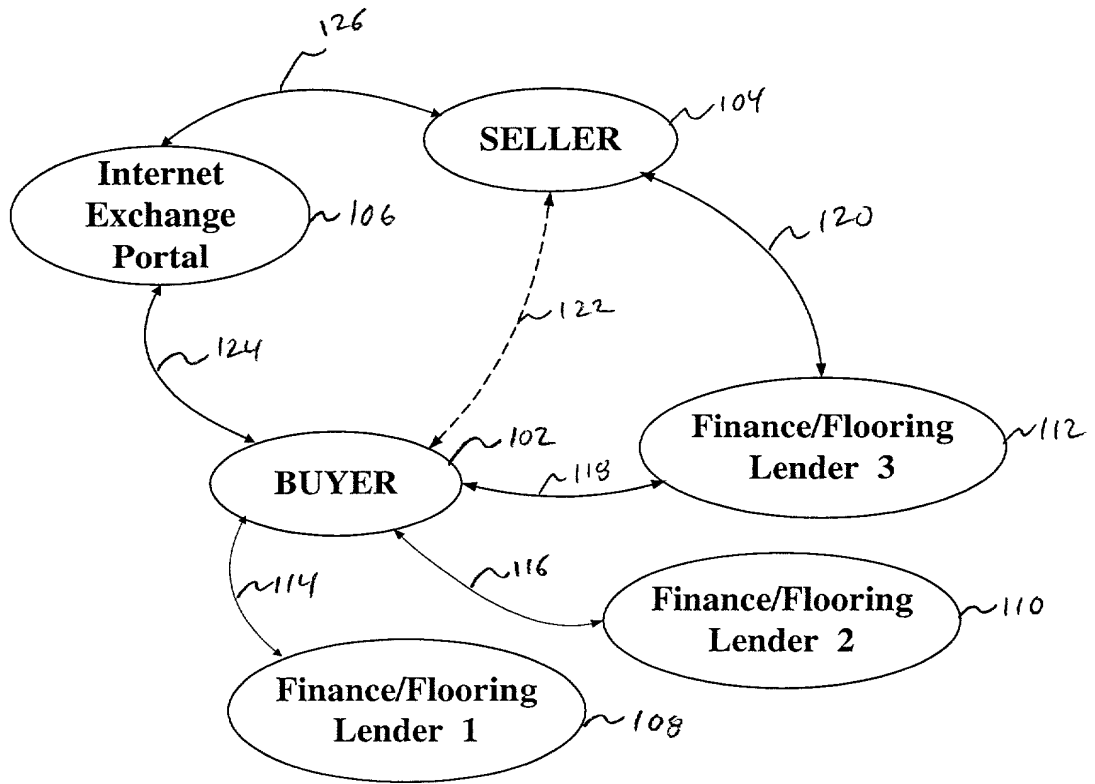 126
SELLER
104
Internet
Exchange
Portal
106
120
122
124
BUYER
102
118
Finance/Flooring
Lender 3
112
114
116
Finance/Flooring
Lender 2
110
Finance/Flooring
Lender 1
108